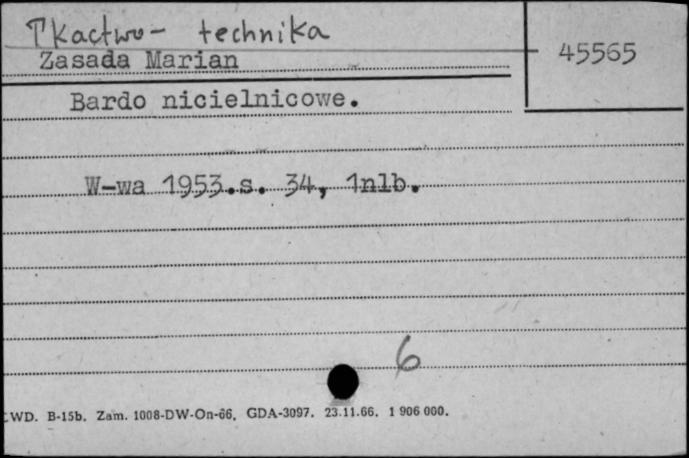 Tkactwo - technika
Zasada Marian
45565
Bardo nicielnicowe.
W-wa 1953.s. 34, 1nlb.
6
WD. B-15b. Zam. 1008-DW-On-66. GDA-3097. 23.11.66. 1 906 000.